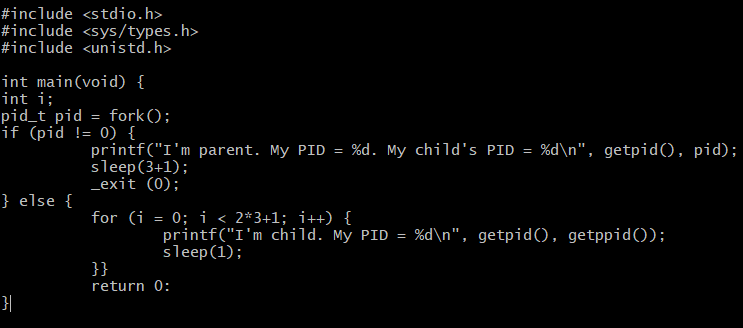 #include <stdio.h>
#include <sys/types.h>
#include <unistd.h>

int main(void) {
int i;
pid_t pid = fork();
if (pid != 0) {
          printf("I'm parent. My PID = %d. My child's PID = %d\n", getpid(), pid);
          sleep(3+1);
          _exit (0);
} else {
          for (i = 0; i < 2*3+1; i++) {
                  printf("I'm child. My PID = %d\n", getpid(), getppid());
                  sleep(1);
          }}
          return 0:
}